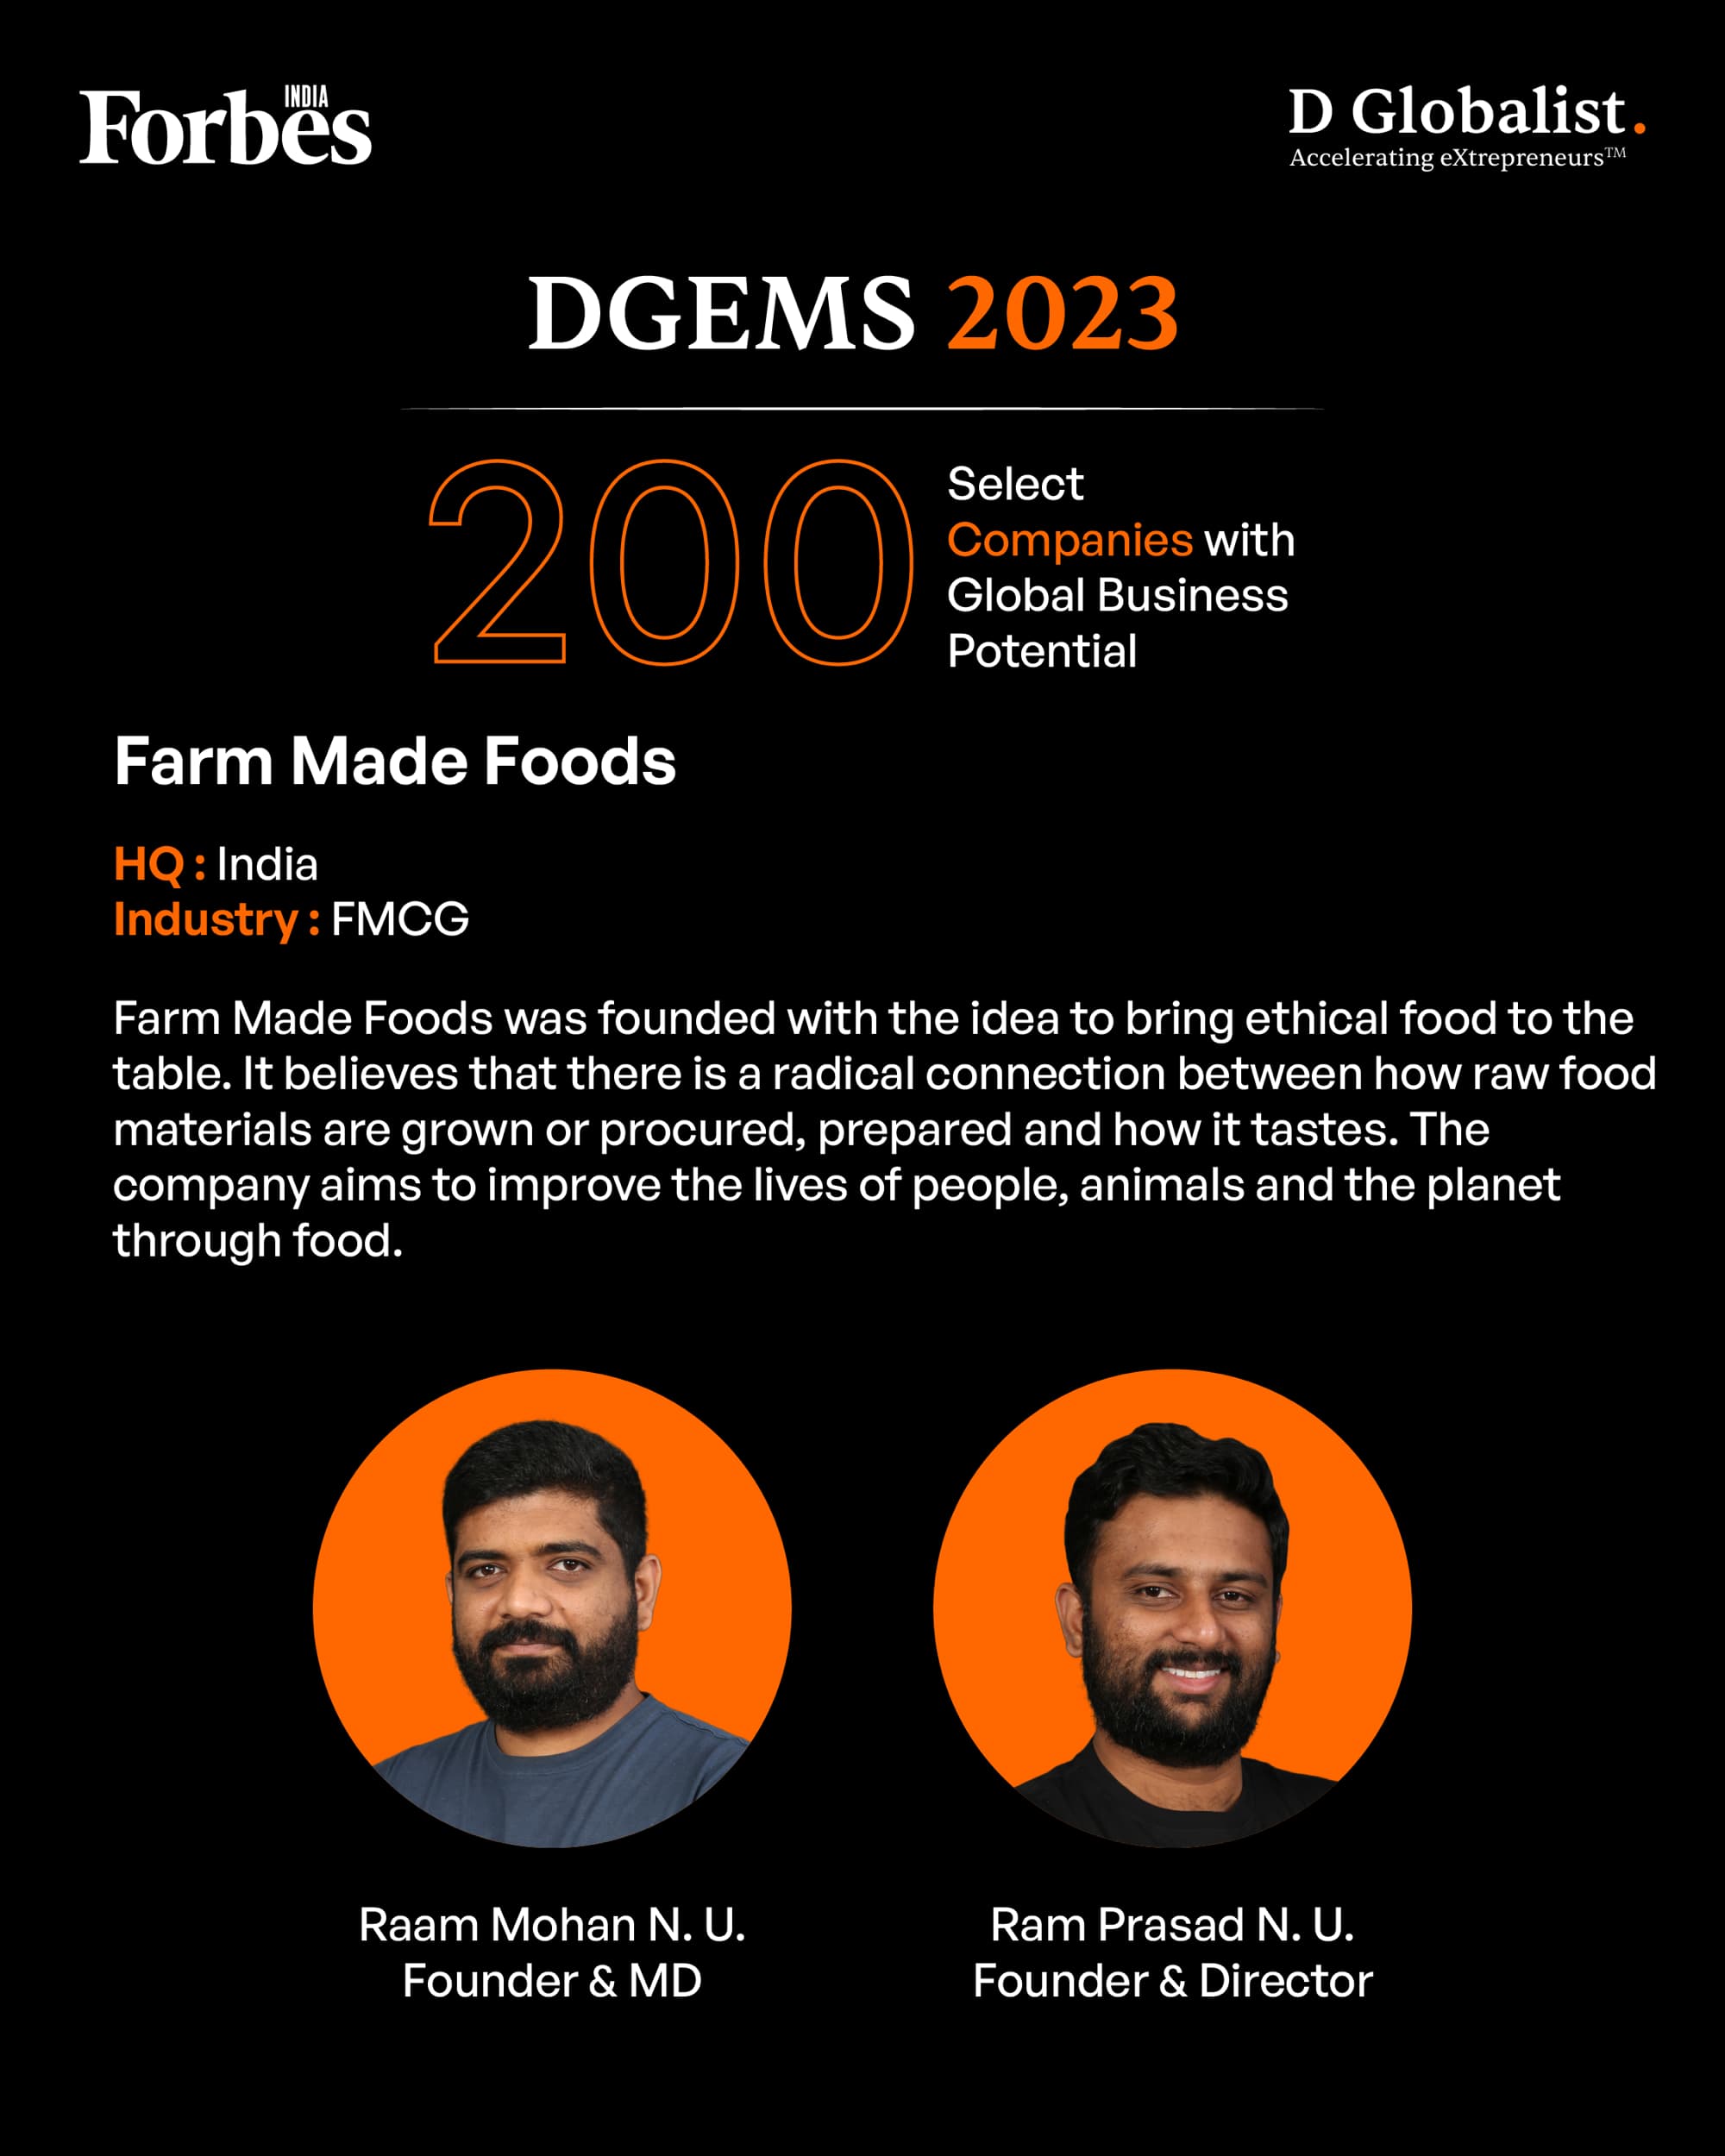 Forbes INDIA
D Globalist.
Accelerating eXtrepreneurs™
DGEMS 2023
200
Select
Companies with
Global Business
Potential
Farm Made Foods
HQ : India
Industry : FMCG
Farm Made Foods was founded with the idea to bring ethical food to the
table. It believes that there is a radical connection between how raw food
materials are grown or procured, prepared and how it tastes. The
company aims to improve the lives of people, animals and the planet
through food.
Raam Mohan N. U.
Founder & MD
Ram Prasad N. U.
Founder & Director